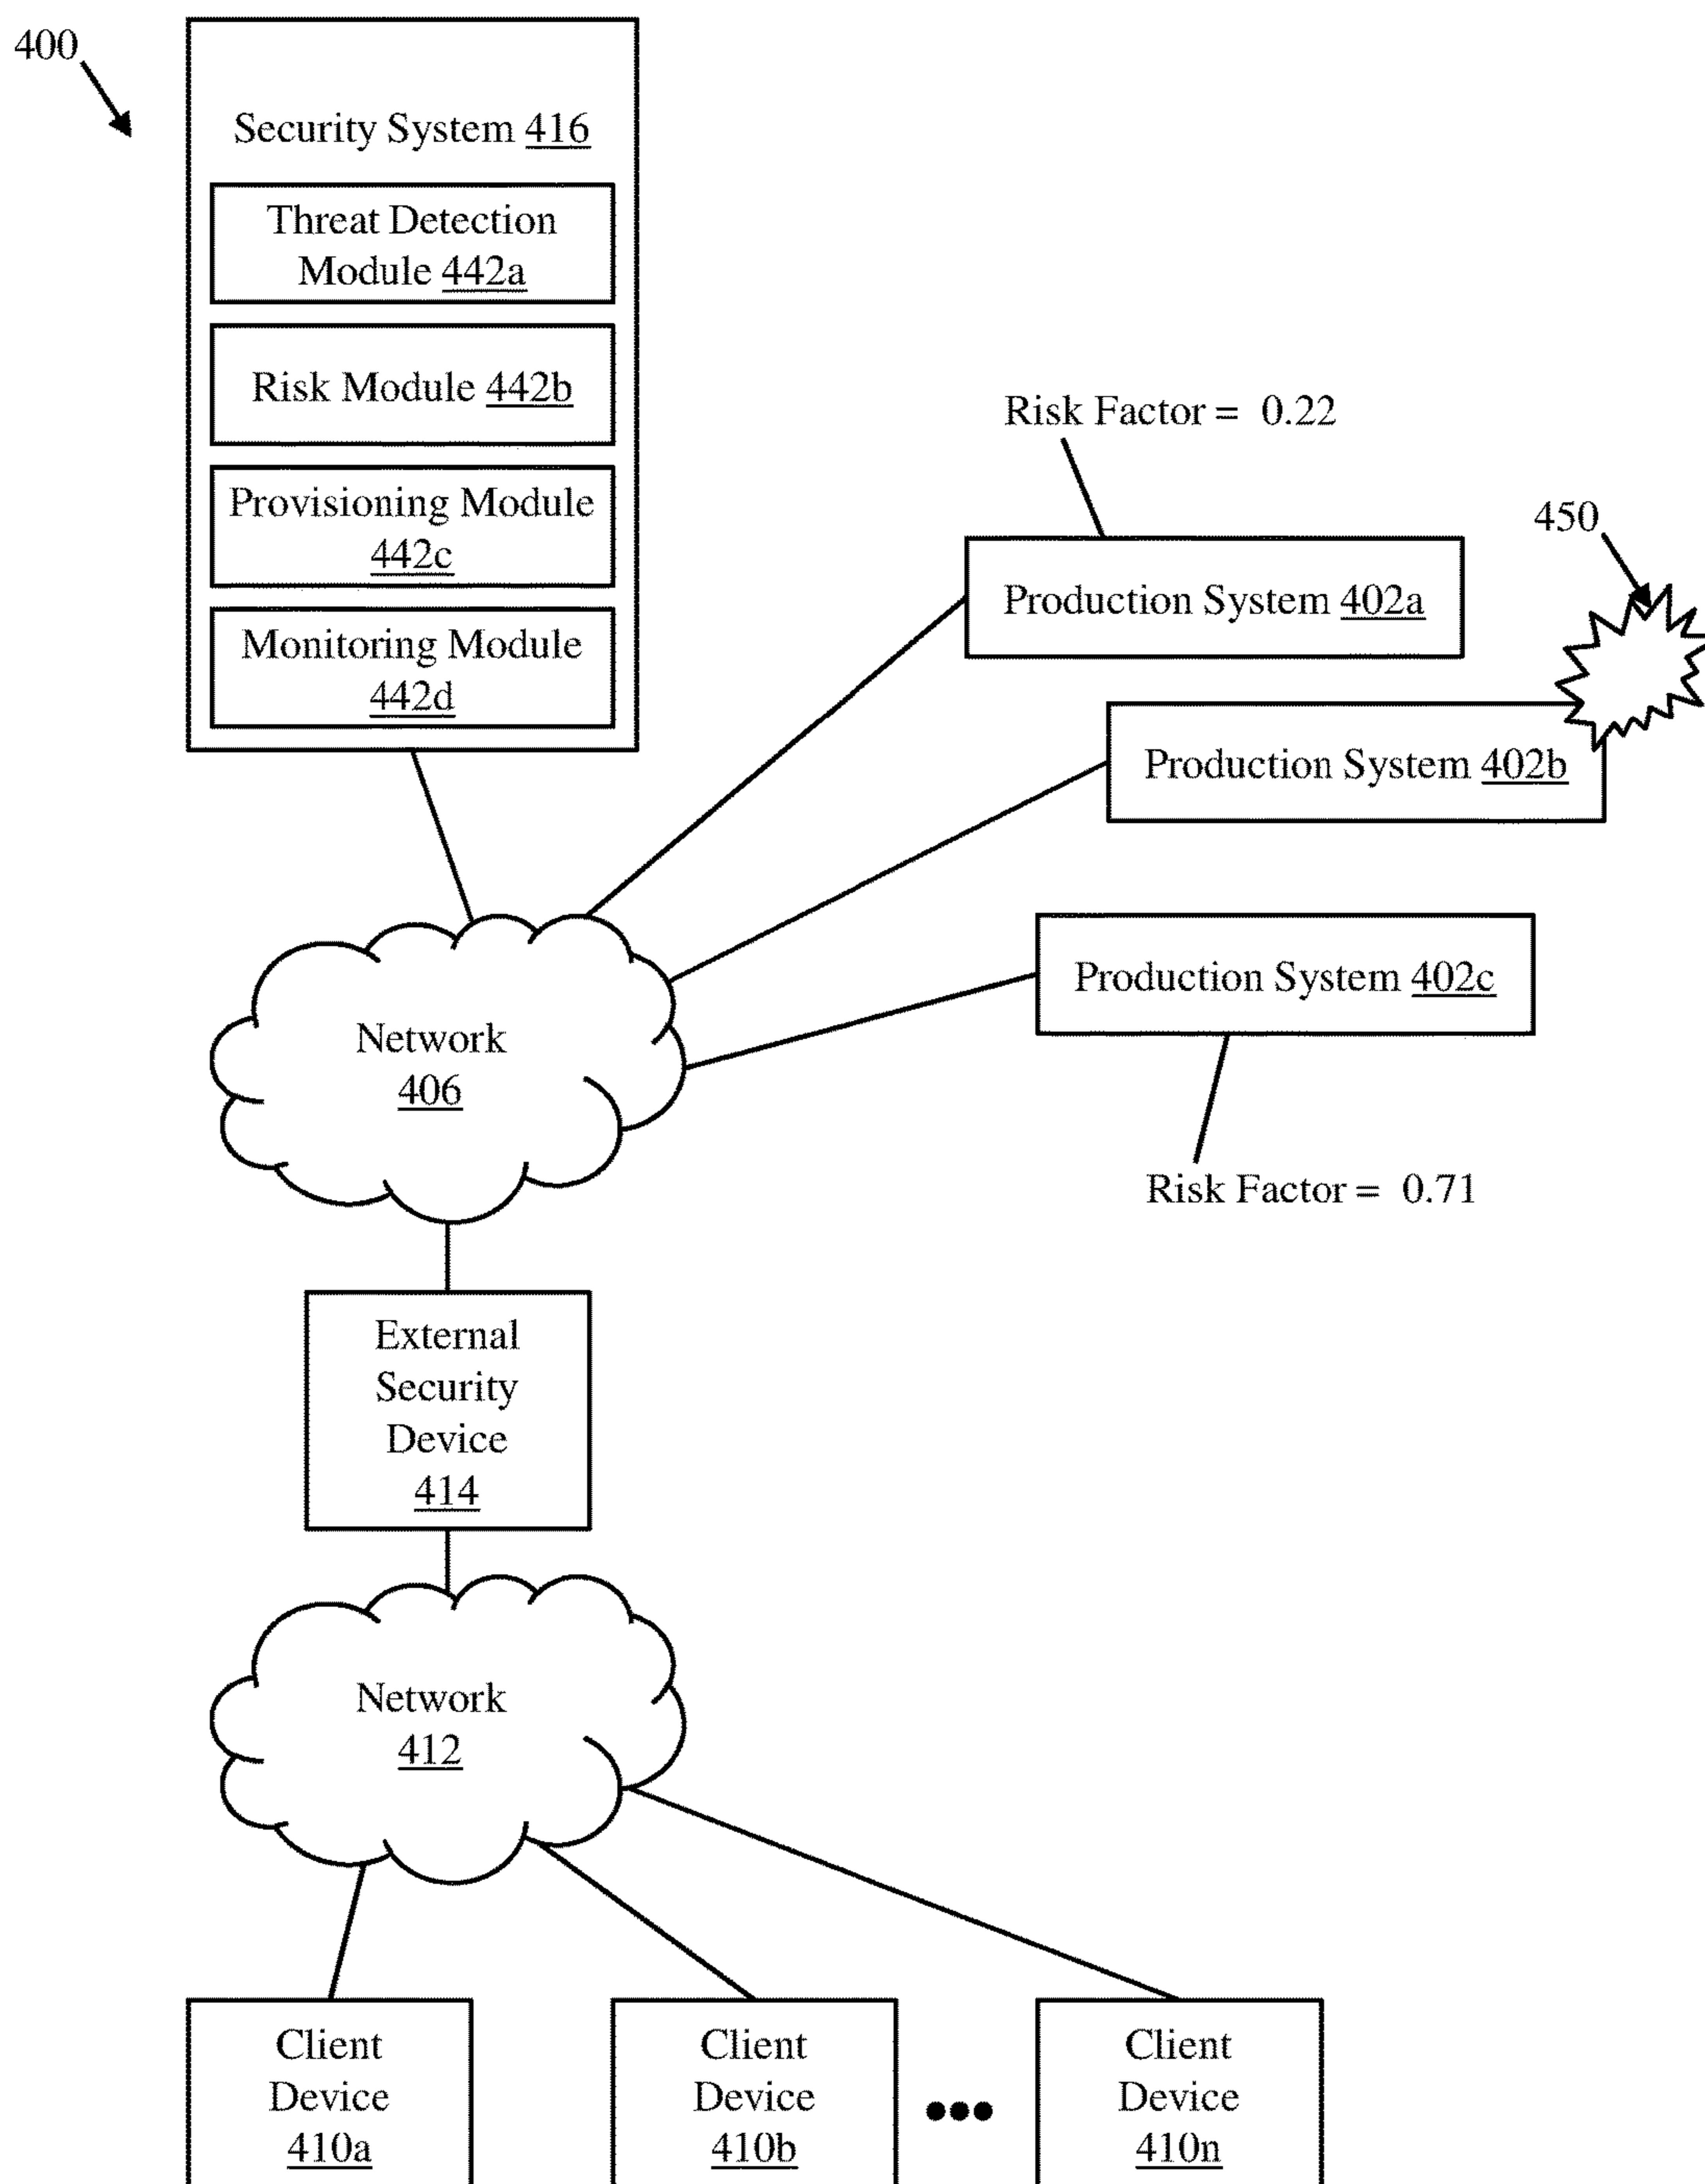 400
Security System 416
Threat Detection
Module 442a
Risk Module 442b
Provisioning Module
442c
Monitoring Module
442d
Risk Factor = 0.22
450
Production System 402a
Production System 402b
Production System 402c
Risk Factor = 0.71
Network
406
External
Security
Device
414
Network
412
Client
Device
410a
Client
Device
410b
Client
Device
410n